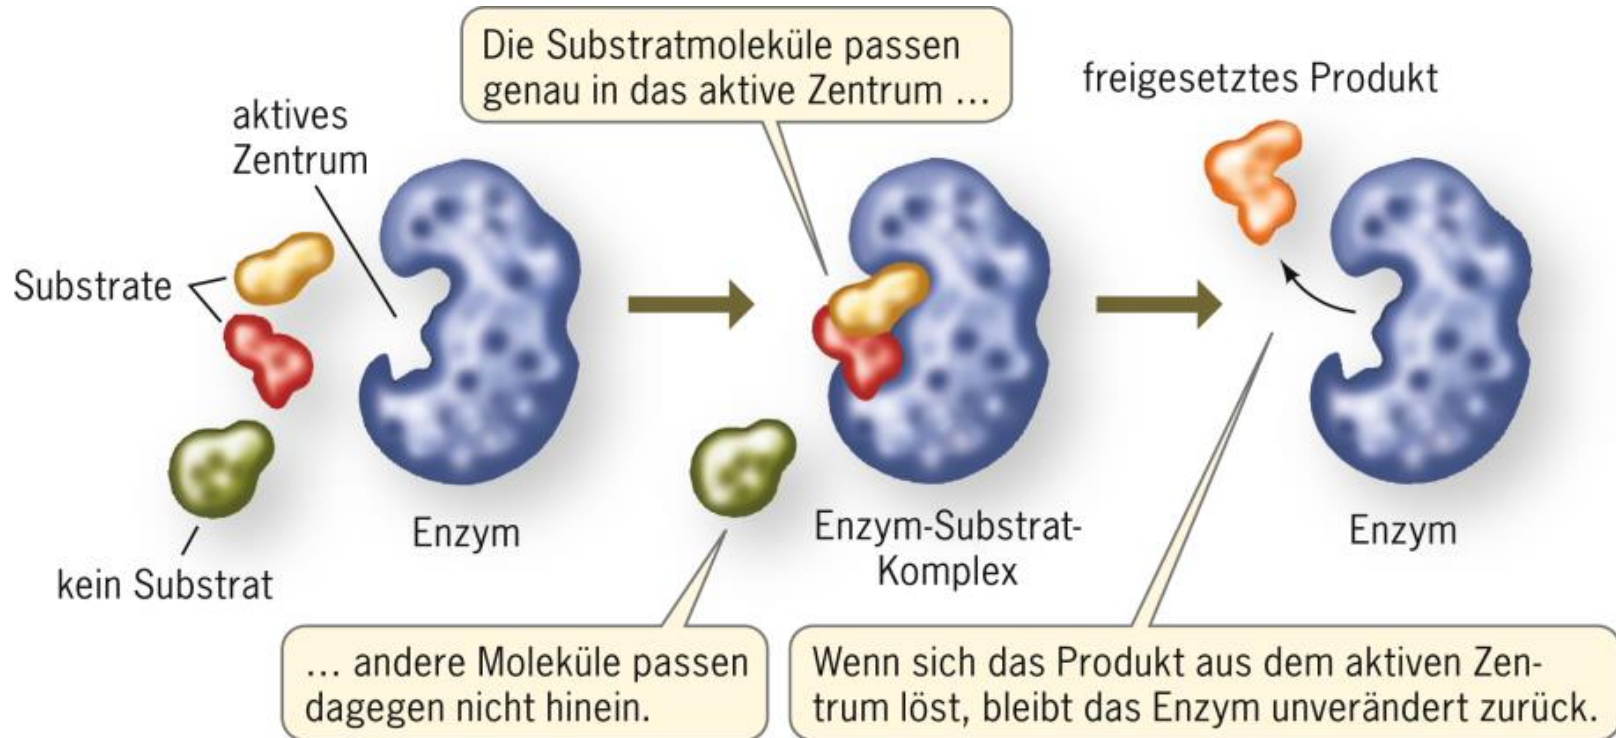 Die Substratmoleküle passen
genau in das aktive Zentrum ...
freigesetztes Produkt
aktives
Zentrum
Substrate
kein Substrat
Enzym
Enzym-Substrat-
Komplex
Enzym
... andere Moleküle passen
dagegen nicht hinein.
Wenn sich das Produkt aus dem aktiven Zen-
trum löst, bleibt das Enzym unverändert zurück.